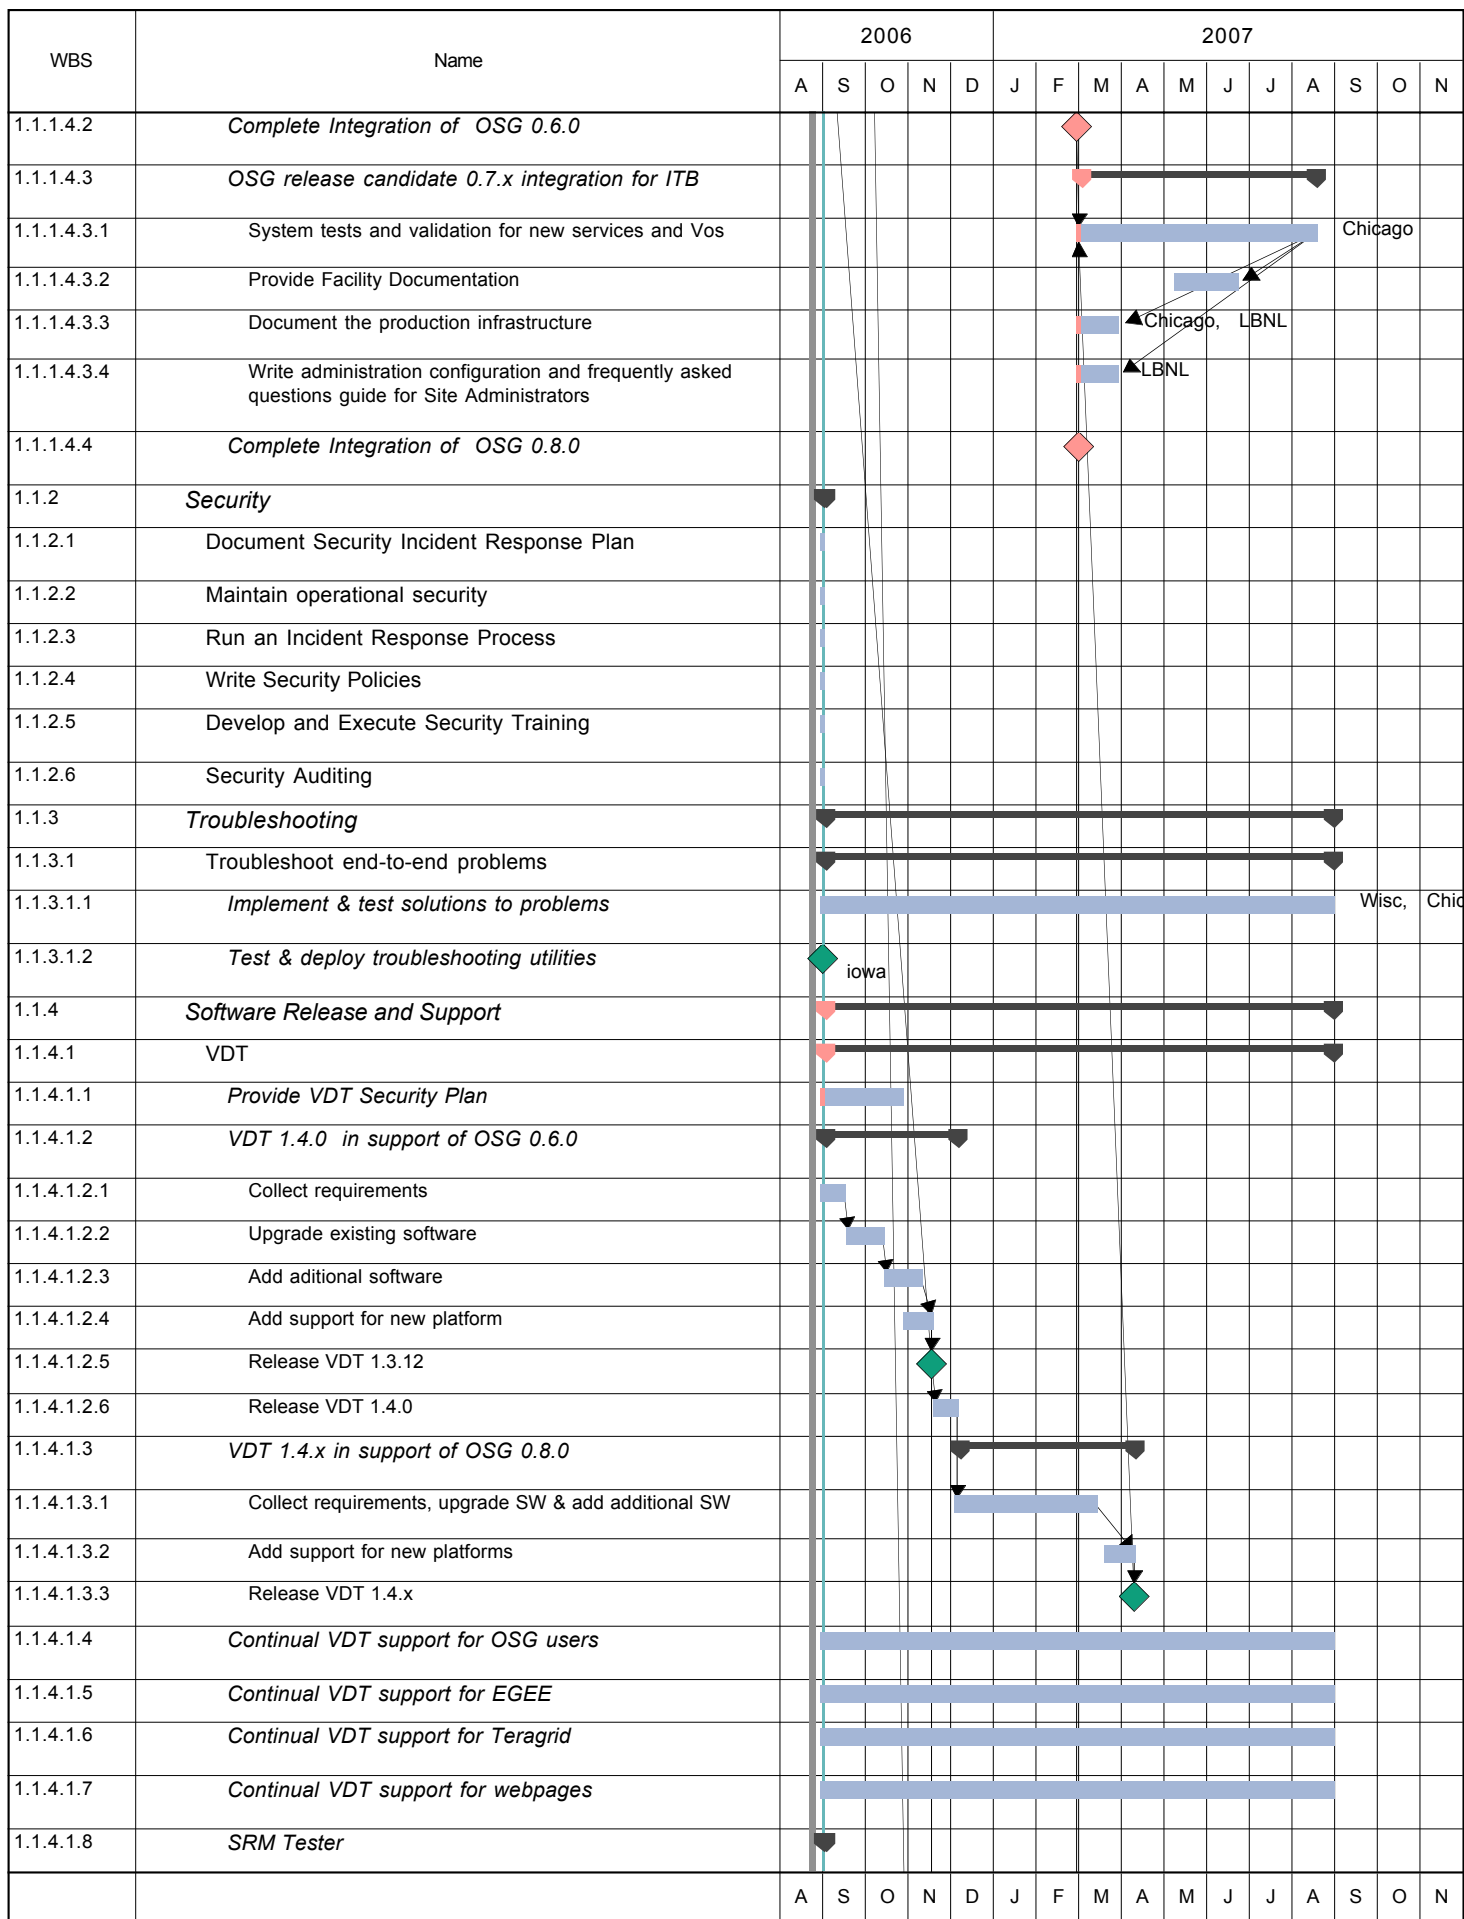 2006 2007
WBS Name
A S O N D J F M A M J J A S O N
1.1.1.4.2 Complete Integration of OSG 0.6.0
1.1.1.4.3 OSG release candidate 0.7.x integration for ITB
1.1.1.4.3.1 System tests and validation for new services and Vos Chicago
1.1.1.4.3.2 Provide Facility Documentation
1.1.1.4.3.3 Document the production infrastructure Chicago, LBNL
1.1.1.4.3.4 Write administration configuration and frequently asked LBNL
questions guide for Site Administrators
1.1.1.4.4 Complete Integration of OSG 0.8.0
1.1.2 Security
1.1.2.1 Document Security Incident Response Plan
1.1.2.2 Maintain operational security
1.1.2.3 Run an Incident Response Process
1.1.2.4 Write Security Policies
1.1.2.5 Develop and Execute Security Training
1.1.2.6 Security Auditing
1.1.3 Troubleshooting
1.1.3.1 Troubleshoot end-to-end problems
1.1.3.1.1 Implement & test solutions to problems Wisc, Chic
1.1.3.1.2 Test & deploy troubleshooting utilities iowa
1.1.4 Software Release and Support
1.1.4.1 VDT
1.1.4.1.1 Provide VDT Security Plan
1.1.4.1.2 VDT 1.4.0 in support of OSG 0.6.0
1.1.4.1.2.1 Collect requirements
1.1.4.1.2.2 Upgrade existing software
1.1.4.1.2.3 Add aditional software
1.1.4.1.2.4 Add support for new platform
1.1.4.1.2.5 Release VDT 1.3.12
1.1.4.1.2.6 Release VDT 1.4.0
1.1.4.1.3 VDT 1.4.x in support of OSG 0.8.0
1.1.4.1.3.1 Collect requirements, upgrade SW & add additional SW
1.1.4.1.3.2 Add support for new platforms
1.1.4.1.3.3 Release VDT 1.4.x
1.1.4.1.4 Continual VDT support for OSG users
1.1.4.1.5 Continual VDT support for EGEE
1.1.4.1.6 Continual VDT support for Teragrid
1.1.4.1.7 Continual VDT support for webpages
1.1.4.1.8 SRM Tester
A S O N D J F M A M J J A S O N